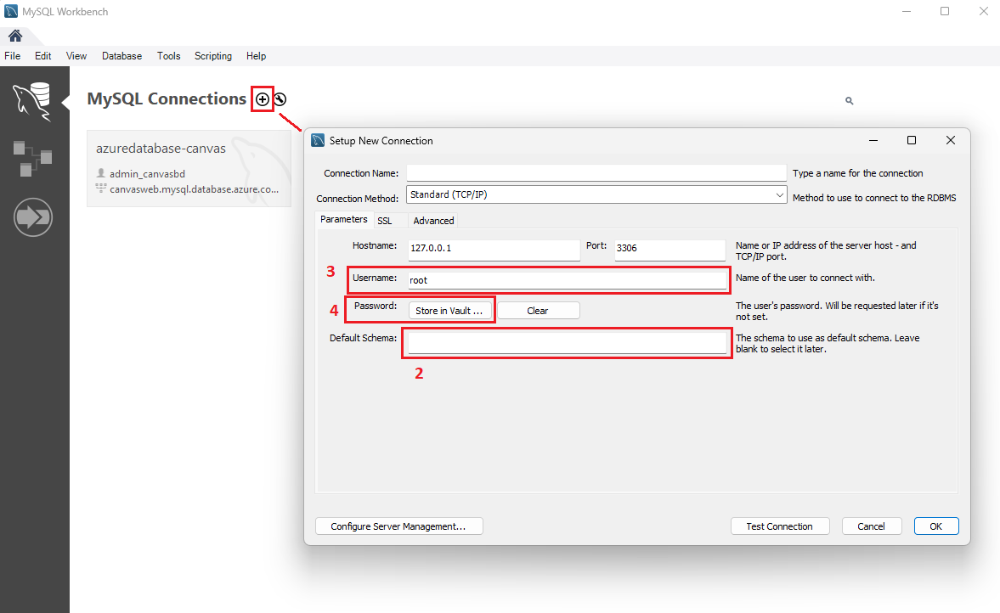 MySQL Workbench
File Edit View Database Tools Scripting Help
MySQL Connections
azuredatabase-canvas
admin_canvasbd
canvasweb.mysql.database.azure.co...
Setup New Connection
Connection Name: Type a name for the connection
Connection Method: Standard (TCP/IP) Method to use to connect to the RDBMS
Parameters SSL Advanced
Hostname: 127.0.0.1 Port: 3306 Name or IP address of the server host - and
TCP/IP port.
3 Username: root Name of the user to connect with.
4 Password: Store in Vault ... Clear The user's password. Will be requested later if it's
not set.
Default Schema: The schema to use as default schema. Leave
blank to select it later.
2
Configure Server Management... Test Connection Cancel OK